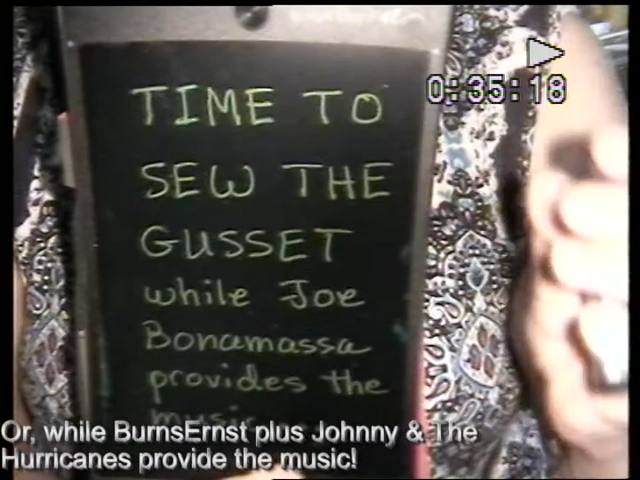 0:35:18
TIME TO
SEW THE
GUSSET
while Joe
Bonamassa
provides the
music
Or, while BurnsErnst plus Johnny & The
Hurricanes provide the music!